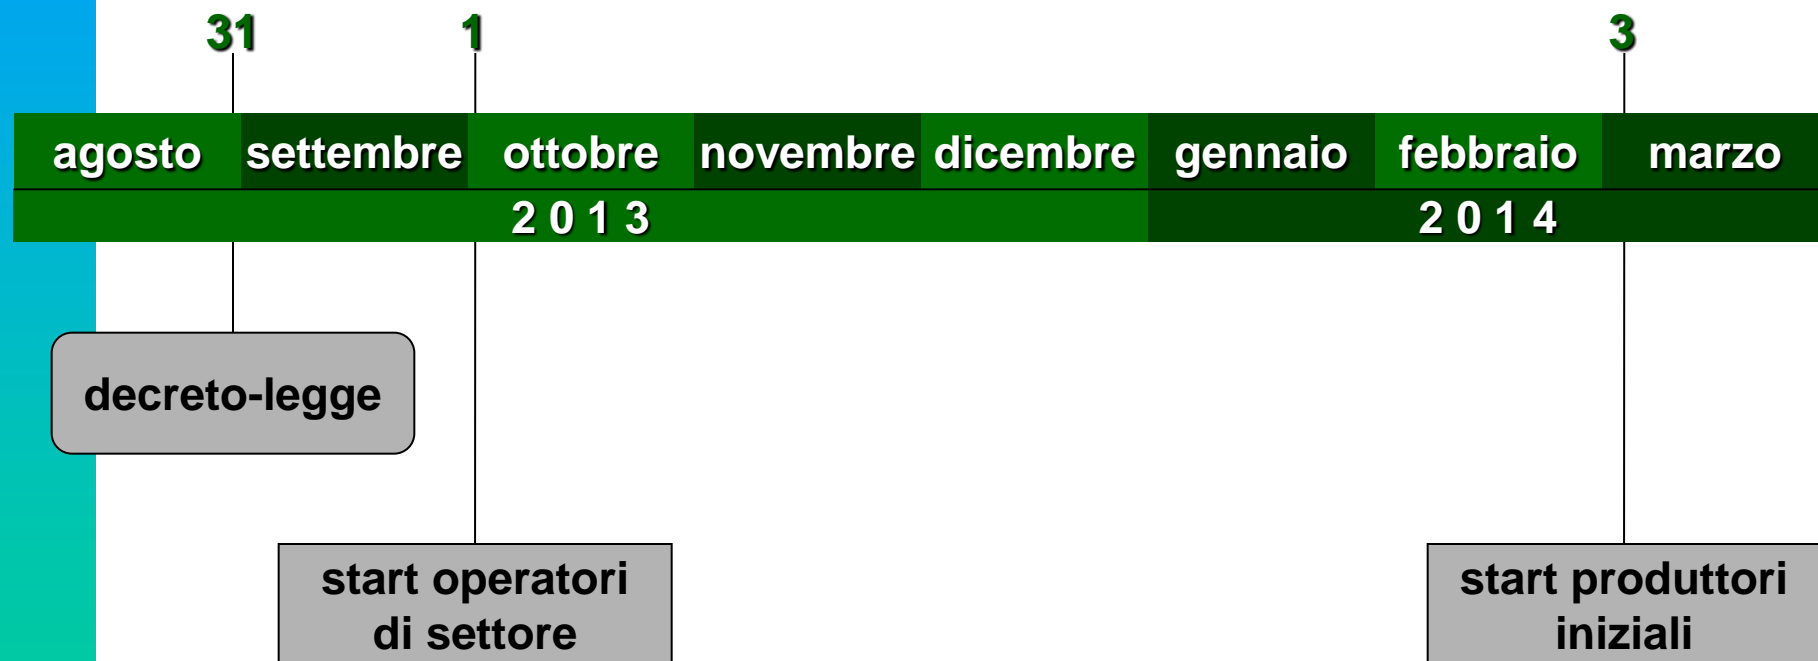 31 1 3
agosto settembre ottobre novembre dicembre gennaio febbraio marzo
2 0 1 3 2 0 1 4
decreto-legge
start operatori
di settore
start produttori
iniziali